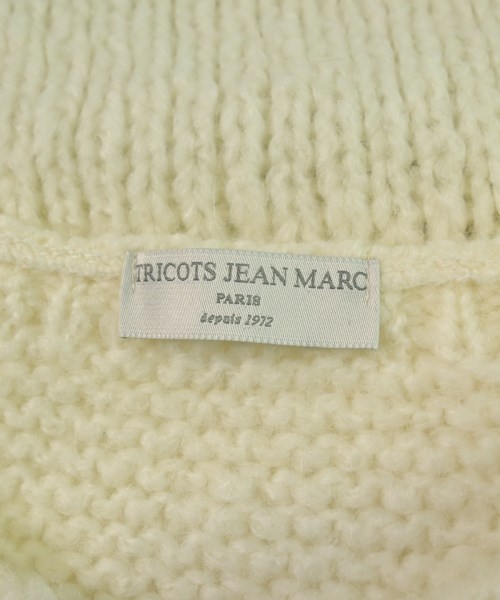 TRICOTS JEAN MARC
PARIS
depuis 1972